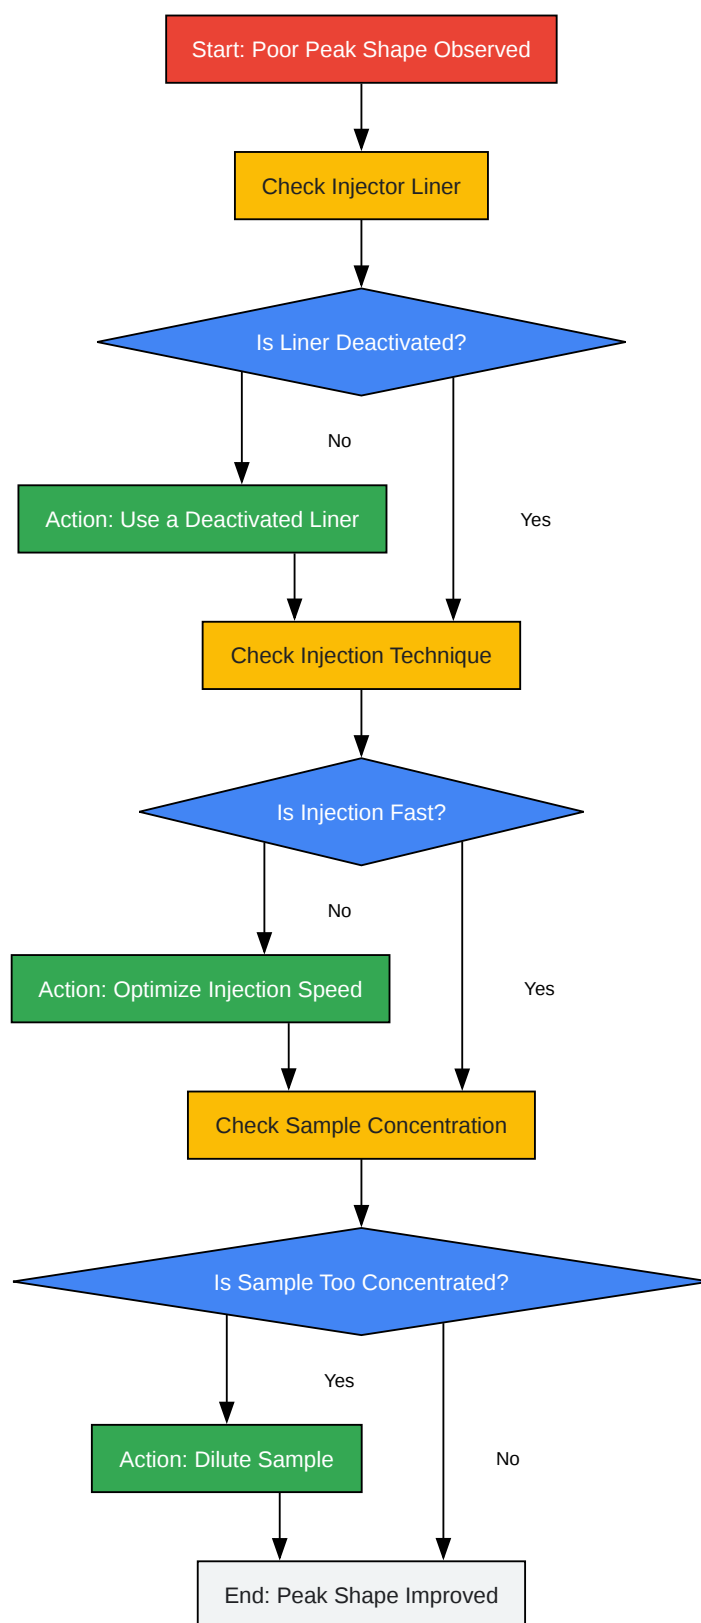 Start: Poor Peak Shape Observed
Check Injector Liner
Is Liner Deactivated?
No
Action: Use a Deactivated Liner
Yes
Check Injection Technique
Is Injection Fast?
No
Action: Optimize Injection Speed
Yes
Check Sample Concentration
Is Sample Too Concentrated?
Yes
Action: Dilute Sample
No
End: Peak Shape Improved